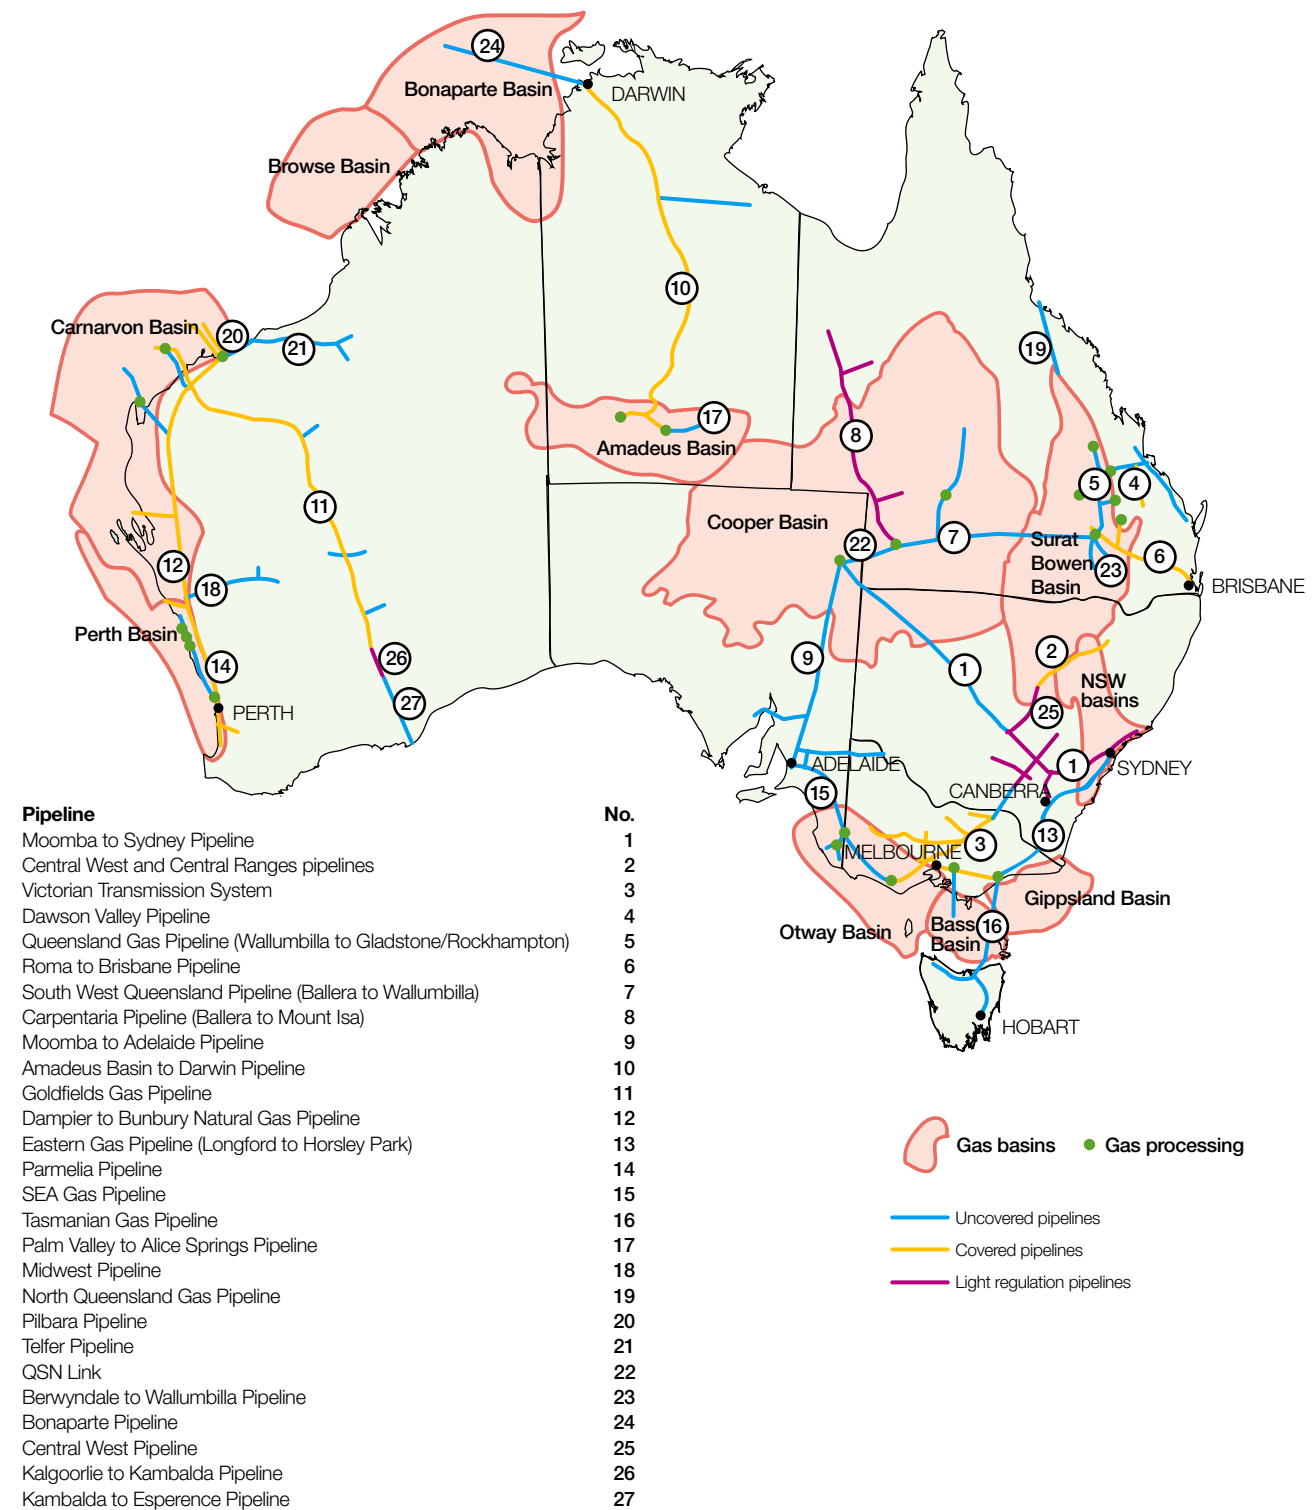 24
Bonaparte Basin
DARWIN
Browse Basin
10
Carnarvon Basin
20
21
19
17
Amadeus Basin
8
5
4
11
Cooper Basin
22
7
Surat
Bowen
Basin
23
6
BRISBANE
12
18
Perth Basin
14
26
27
PERTH
9
1
2
NSW
basins
25
ADELAIDE
1
SYDNEY
CANBERRA
15
13
3
MELBOURNE
Gippsland Basin
Otway Basin
Bass
Basin
16
HOBART
Pipeline No.
Moomba to Sydney Pipeline 1
Central West and Central Ranges pipelines 2
Victorian Transmission System 3
Dawson Valley Pipeline 4
Queensland Gas Pipeline (Wallumbilla to Gladstone/Rockhampton) 5
Roma to Brisbane Pipeline 6
South West Queensland Pipeline (Ballera to Wallumbilla) 7
Carpentaria Pipeline (Ballera to Mount Isa) 8
Moomba to Adelaide Pipeline 9
Amadeus Basin to Darwin Pipeline 10
Goldfields Gas Pipeline 11
Dampier to Bunbury Natural Gas Pipeline 12
Eastern Gas Pipeline (Longford to Horsley Park) 13
Parmelia Pipeline 14
SEA Gas Pipeline 15
Tasmanian Gas Pipeline 16
Palm Valley to Alice Springs Pipeline 17
Midwest Pipeline 18
North Queensland Gas Pipeline 19
Pilbara Pipeline 20
Telfer Pipeline 21
QSN Link 22
Berwyndale to Wallumbilla Pipeline 23
Bonaparte Pipeline 24
Central West Pipeline 25
Kalgoorlie to Kambalda Pipeline 26
Kambalda to Esperence Pipeline 27
Gas basins
Gas processing
Uncovered pipelines
Covered pipelines
Light regulation pipelines